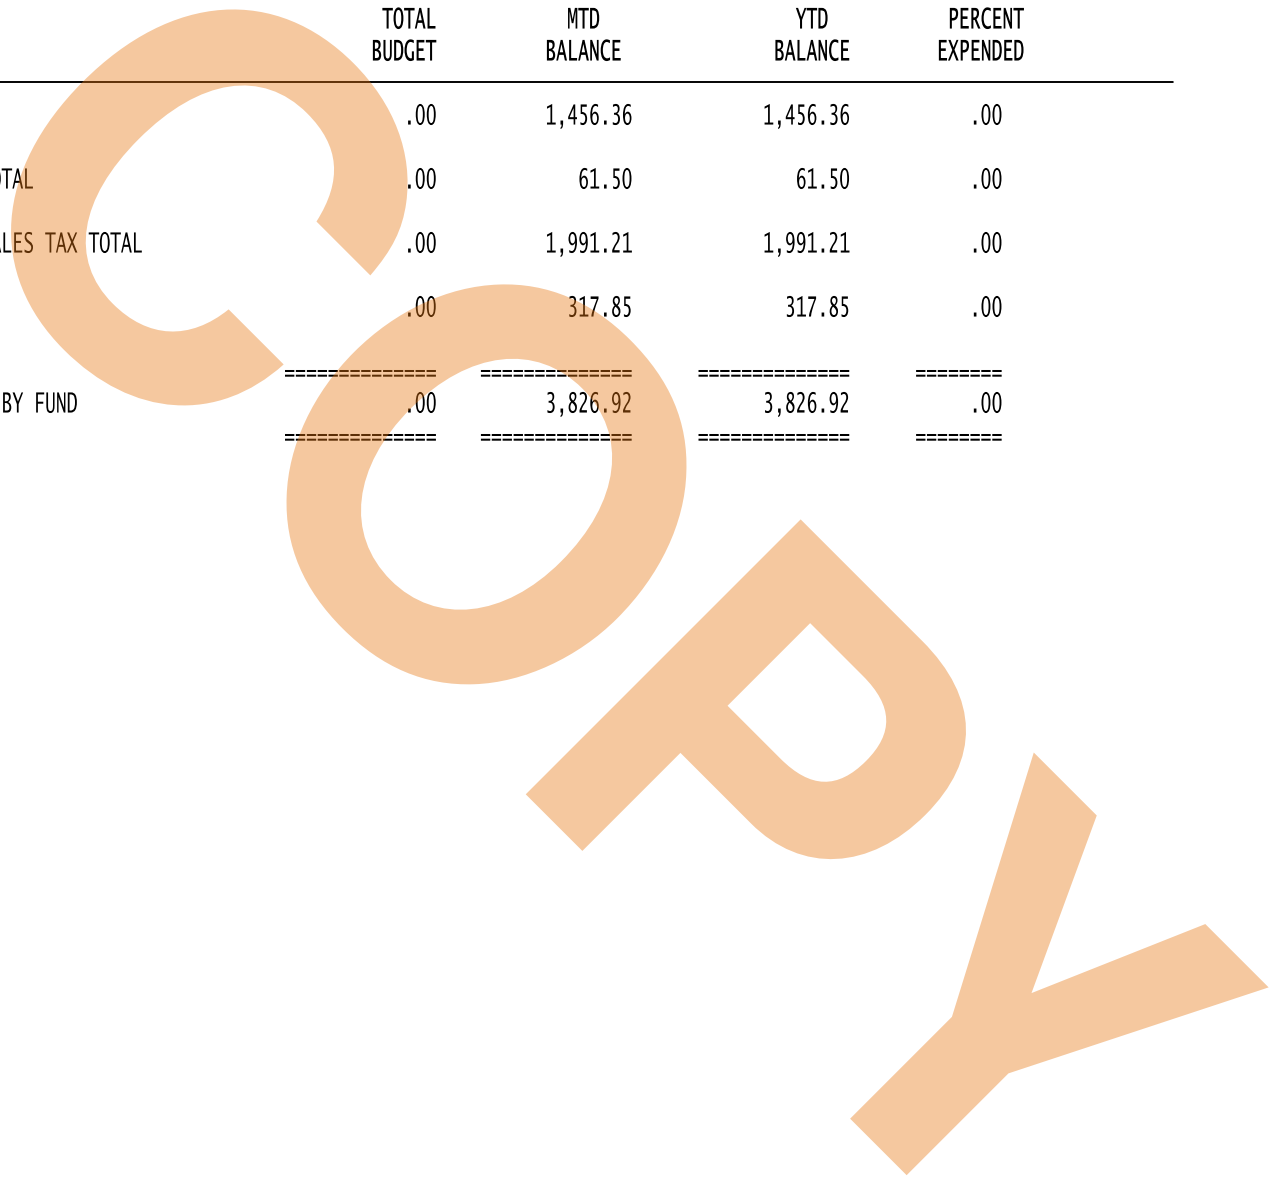 TOTAL MTD YTD PERCENT
BUDGET BALANCE BALANCE EXPENDED
.00 1,456.36 1,456.36 .00
.00 61.50 61.50 .00
TAX TOTAL .00 1,991.21 1,991.21 .00
.00 317.85 317.85 .00
============== ============== ============== ========
BY FUND .00 3,826.92 3,826.92 .00
============== ============== ============== ========
COPY